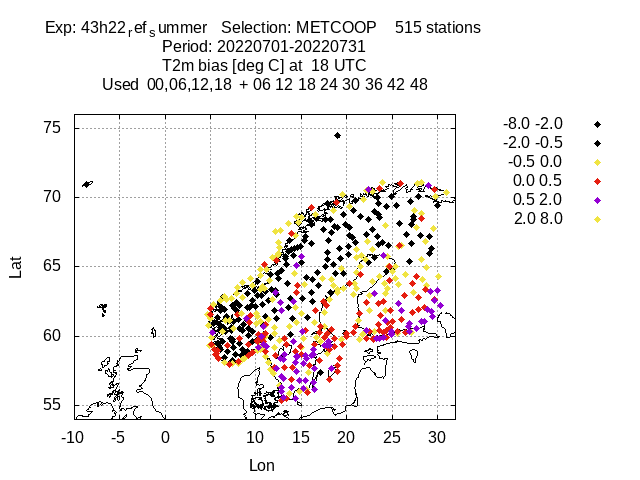 Exp: 43h22ref summer   Selection: METCOOP    515 stations
Period: 20220701-20220731
T2m bias [deg C] at  18 UTC
Used  00,06,12,18  + 06 12 18 24 30 36 42 48
75
70
65
60
55
-10 -5 0 5 10 15 20 25 30
Lat
Lon
-8.0 -2.0
-2.0 -0.5
-0.5 0.0
0.0 0.5
0.5 2.0
2.0 8.0